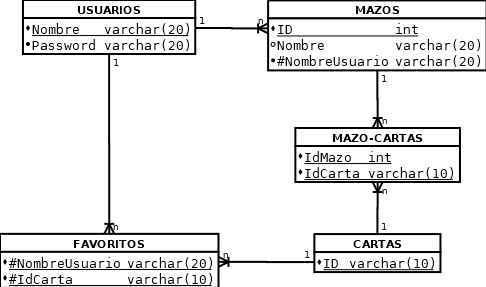 USUARIOS
Nombre varchar(20)
Password varchar(20)
1
n
MAZOS
ID int
Nombre varchar(20)
#NombreUsuario varchar(20)
1
1
n
MAZO-CARTAS
IdMazo int
IdCarta varchar(10)
n
1
n
FAVORITOS
#NombreUsuario varchar(20)
#IdCarta varchar(10)
n
1
CARTAS
ID varchar(10)